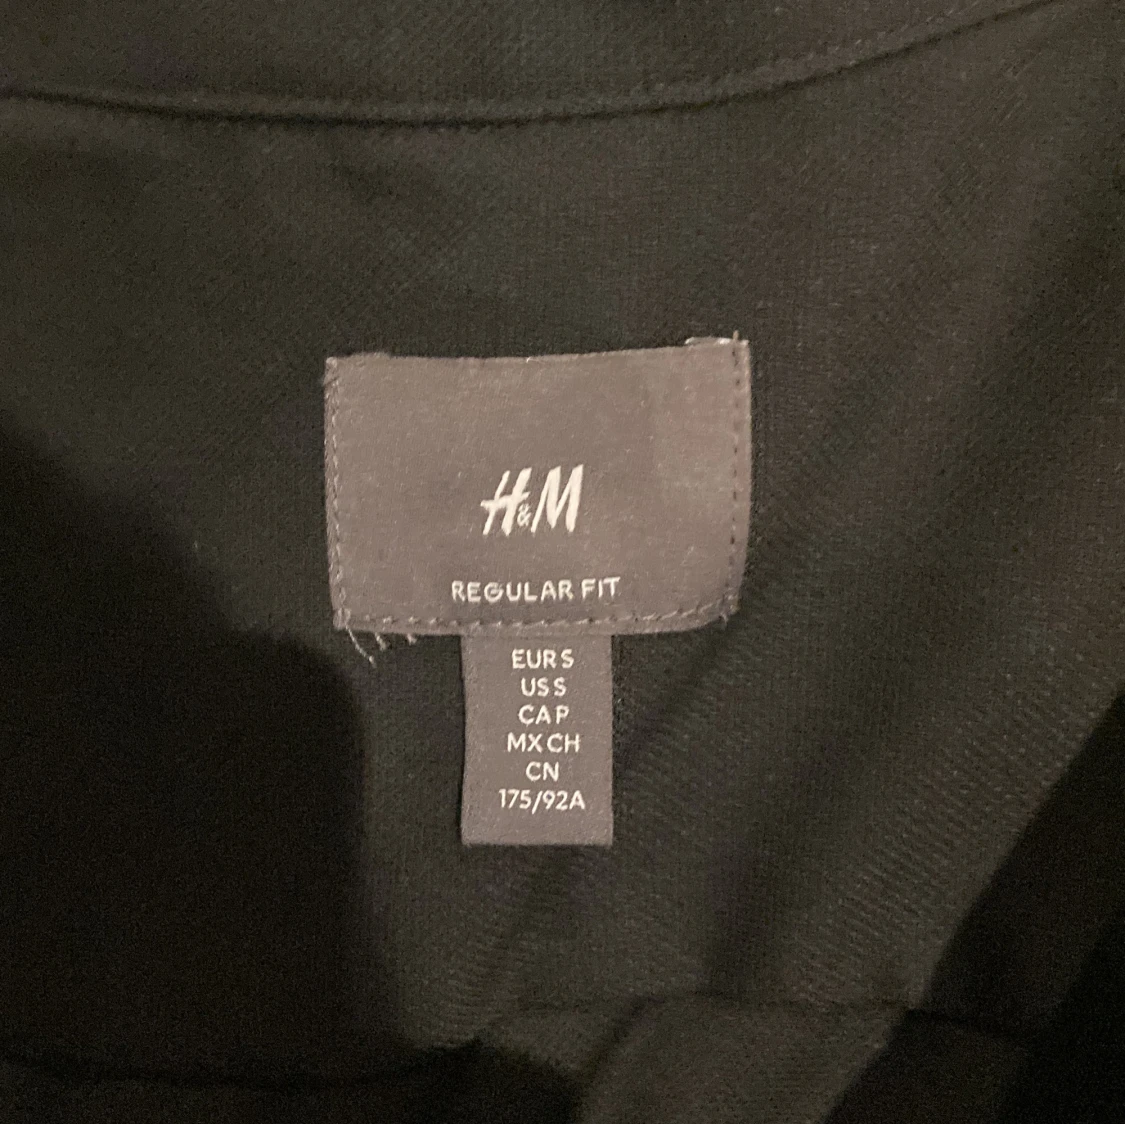 H&M
REGULAR FIT
EUR S
US S
CA P
MX CH
CN
175/92A